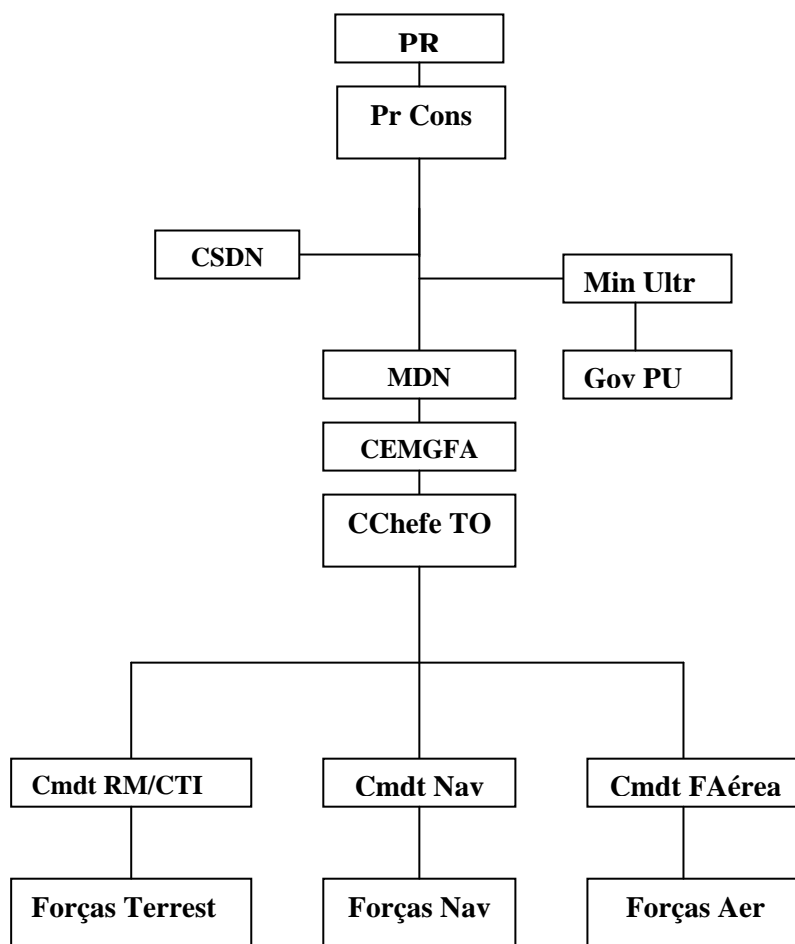 PR
Pr Cons
CSDN
Min Ultr
MDN
Gov PU
CEMGFA
CChefe TO
Cmdt RM/CTI
Cmdt Nav
Cmdt FAérea
Forças Terrest
Forças Nav
Forças Aer